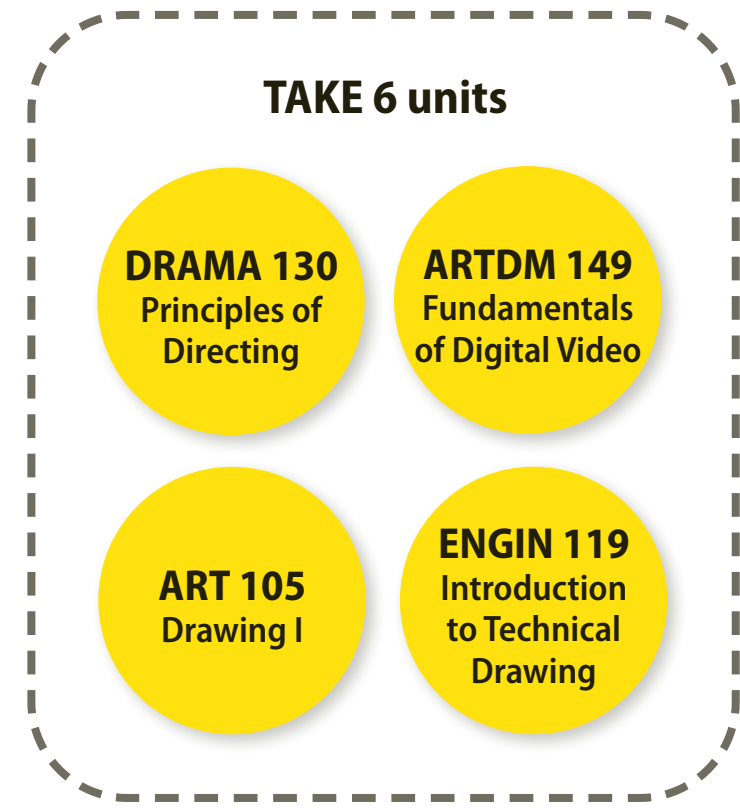 TAKE 6 units
DRAMA 130
Principles of
Directing
ARTDM 149
Fundamentals
of Digital Video
ART 105
Drawing I
ENGIN 119
Introduction
to Technical
Drawing